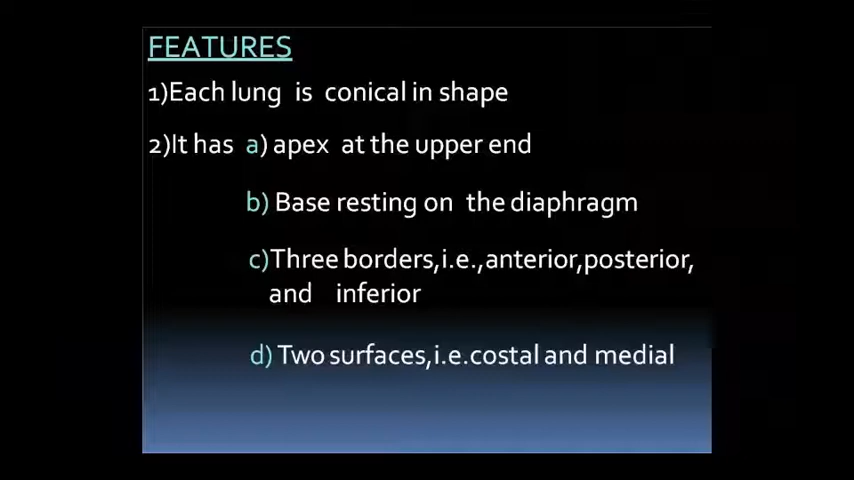 FEATURES
1)Each lung is conical in shape
2)It has a) apex at the upper end
b) Base resting on the diaphragm
c)Three borders,i.e.,anterior,posterior,
and inferior
d) Two surfaces,i.e.costal and medial